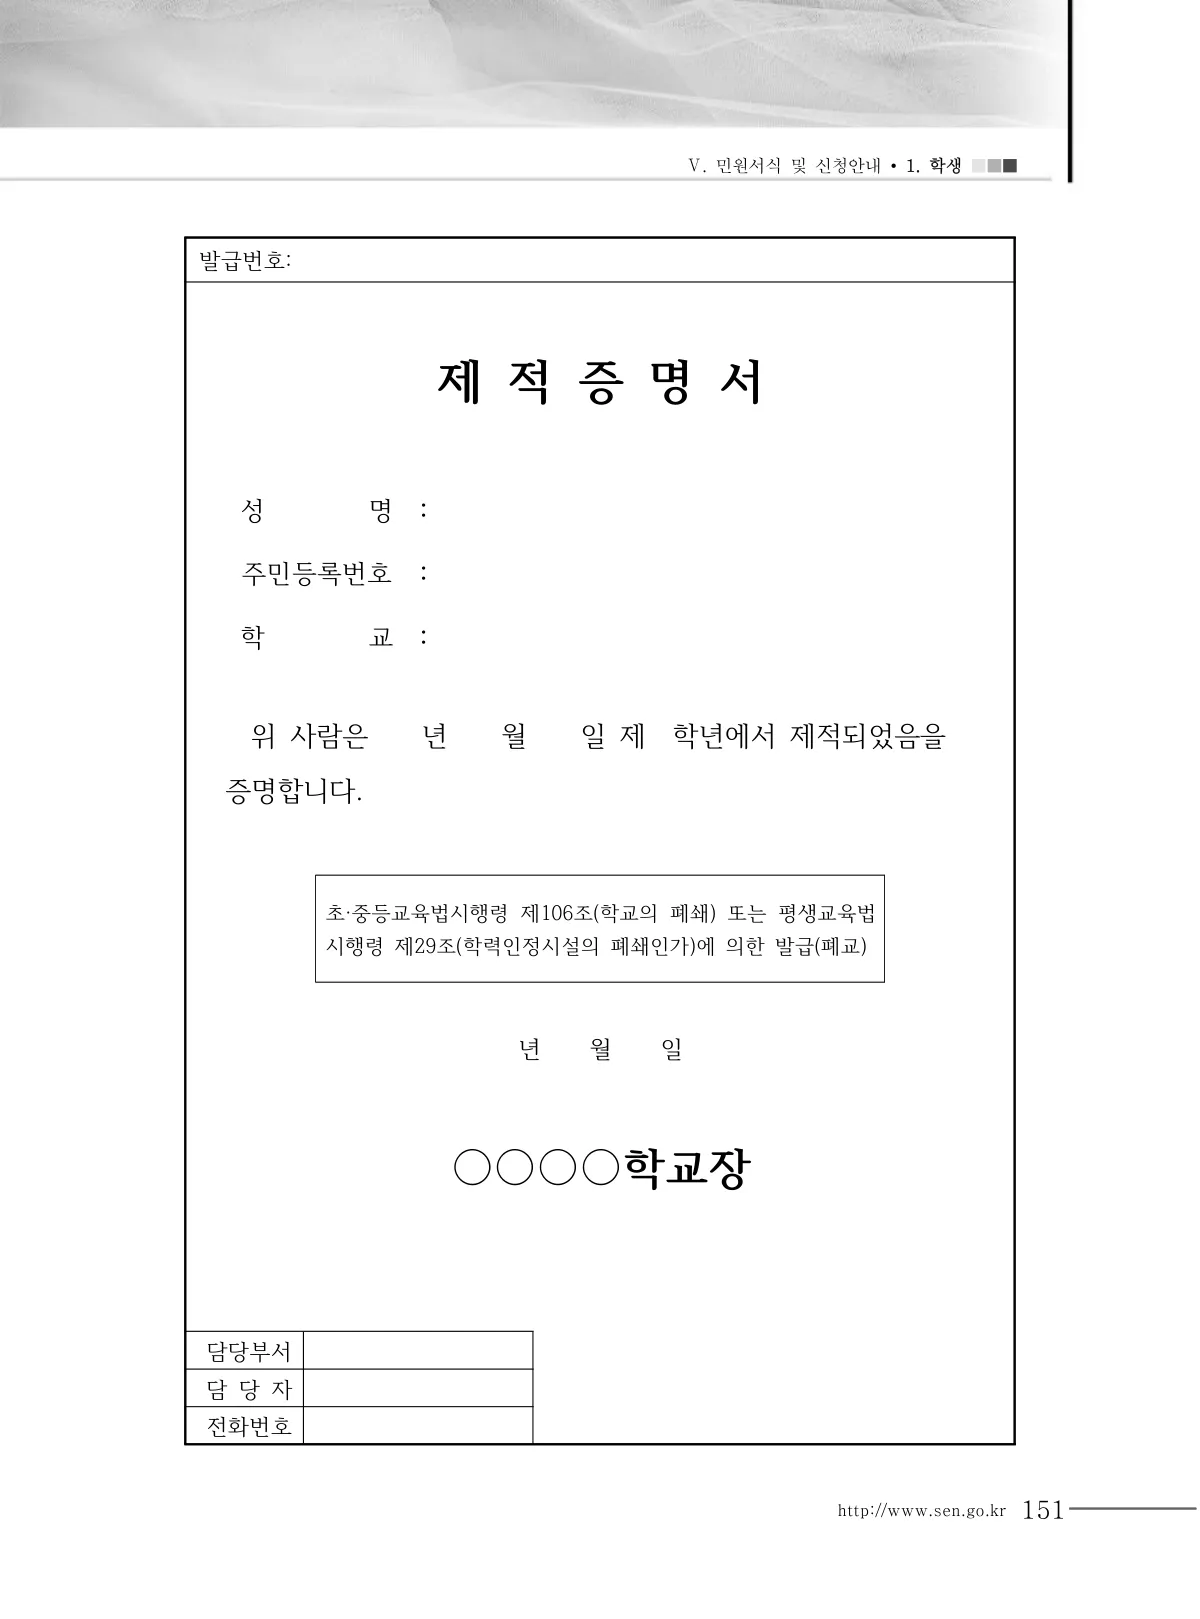 Ⅴ. 민원서식 및 신청안내 • 1. 학생
발급번호:
제 적 증 명 서
성 명 :
주민등록번호 :
학 교 :
위 사람은 년 월 일 제 학년에서 제적되었음을
증명합니다.
초·중등교육법시행령 제106조(학교의 폐쇄) 또는 평생교육법
시행령 제29조(학력인정시설의 폐쇄인가)에 의한 발급(폐교)
년 월 일
○○○○학교장
담당부서
담 당 자
전화번호
http://www.sen.go.kr 151